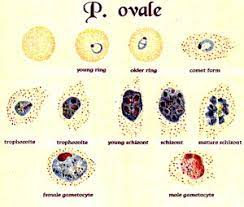 P. ovale
young ring older ring comet form
trophozoite trophozoite young schizont schizont mature schizont
female gametocyte male gametocyte